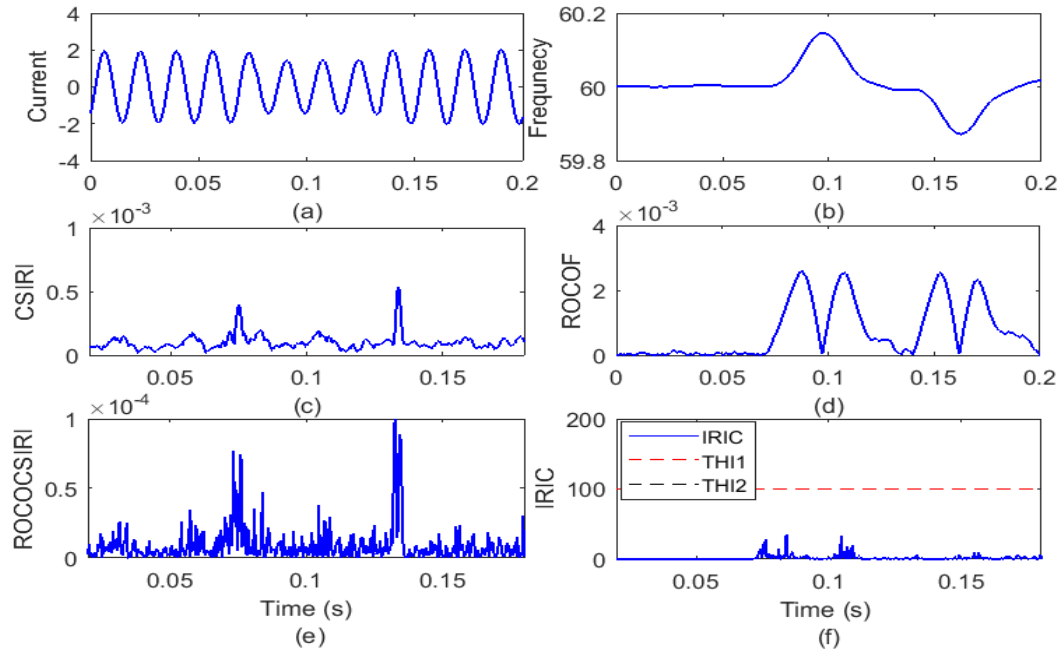 4
2
0
-2
-4
Current
0
0.05
0.1
0.15
0.2
(a)
60.2
60
59.8
Frequnecy
0
0.05
0.1
0.15
0.2
(b)
×10⁻³
1
0.5
0
CSIRI
0.05
0.1
0.15
(c)
×10⁻³
4
2
0
ROCOF
0
0.05
0.1
0.15
0.2
(d)
×10⁻⁴
1
0.5
0
ROCOCSIRI
0.05
0.1
0.15
Time (s)
(e)
200
100
0
IRIC
IRIC
THI1
THI2
0.05
0.1
0.15
Time (s)
(f)